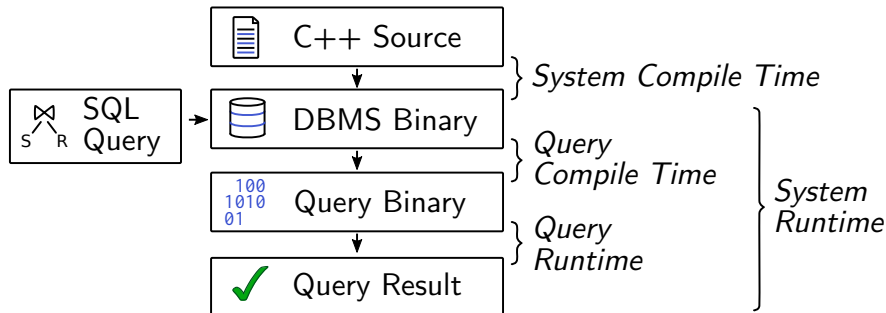 C++ Source
System Compile Time
SQL
Query
S R
DBMS Binary
Query
Compile Time
100
1010
01
Query Binary
System
Runtime
Query
Runtime
Query Result